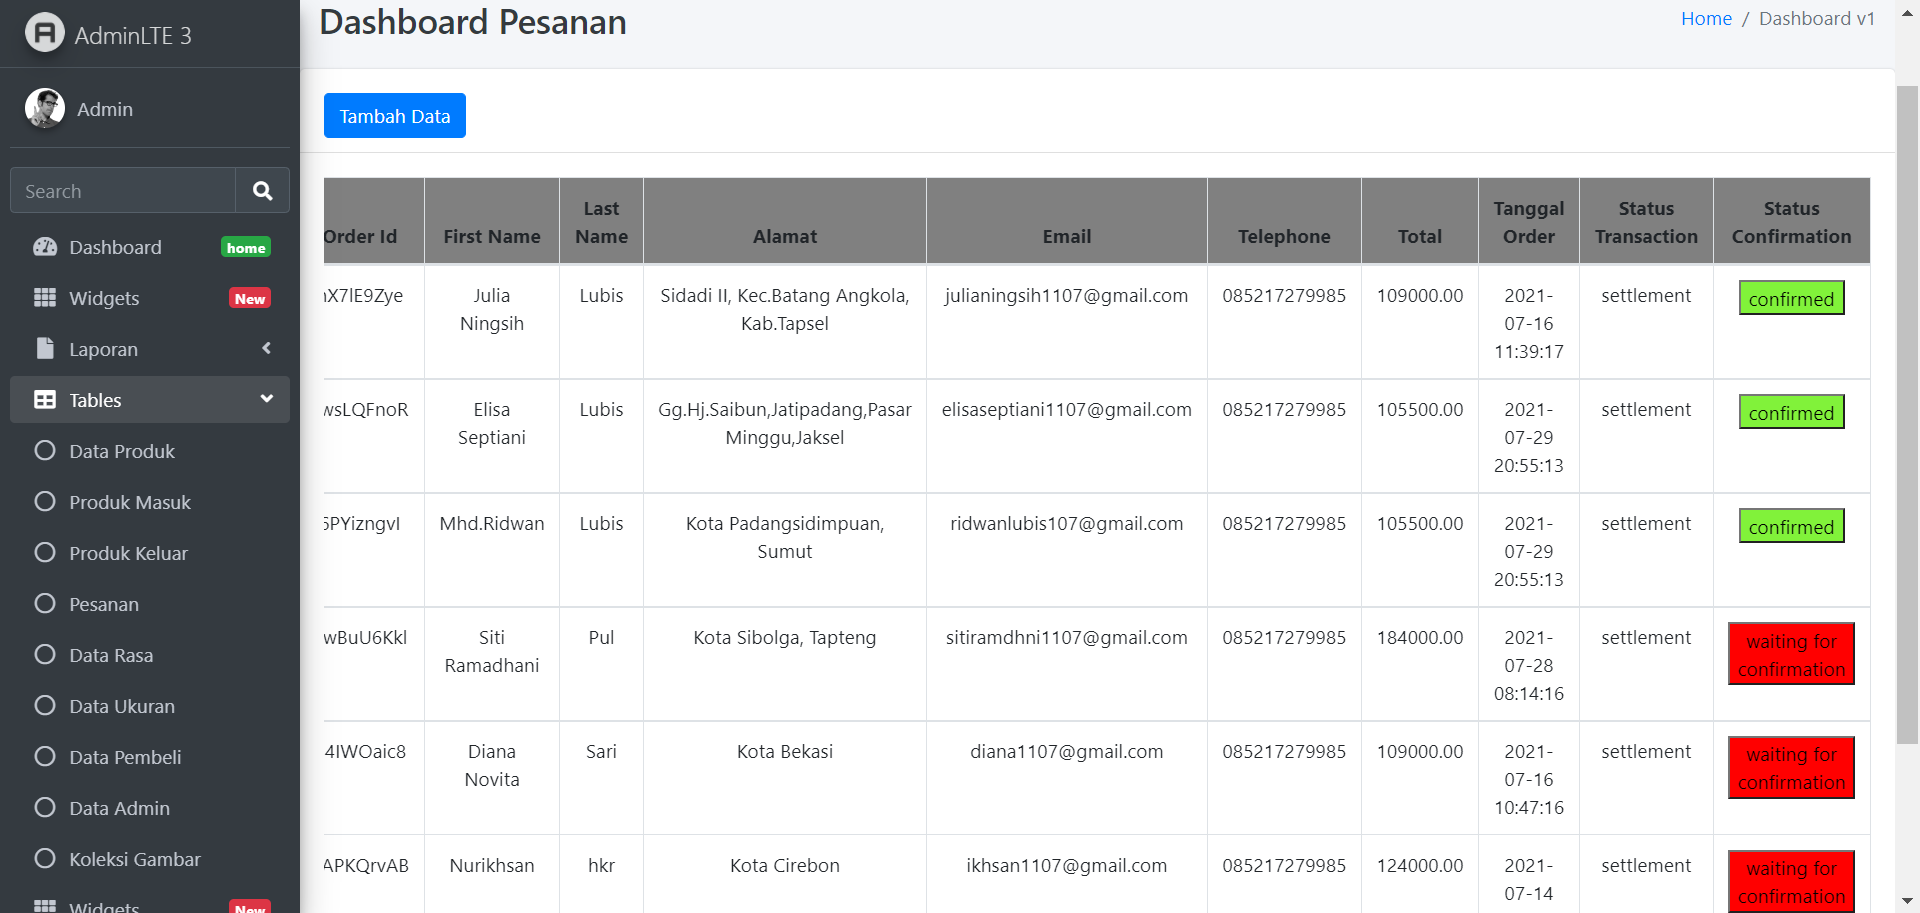 AdminLTE 3
Admin
Search
Dashboard home
Widgets New
Laporan
Tables
Data Produk
Produk Masuk
Produk Keluar
Pesanan
Data Rasa
Data Ukuran
Data Pembeli
Data Admin
Koleksi Gambar
Widgets New
Dashboard Pesanan
Home / Dashboard v1
Tambah Data
Order Id First Name Last Name Alamat Email Telephone Total Tanggal Order Status Transaction Status Confirmation
X7lE9Zye Julia Ningsih Lubis Sidadi II, Kec.Batang Angkola, Kab.Tapsel julianingsih1107@gmail.com 085217279985 109000.00 2021-07-16 11:39:17 settlement confirmed
wsLQFnoR Elisa Septiani Lubis Gg.Hj.Saibun,Jatipadang,Pasar Minggu,Jaksel elisaseptiani1107@gmail.com 085217279985 105500.00 2021-07-29 20:55:13 settlement confirmed
PYizngvI Mhd.Ridwan Lubis Kota Padangsidimpuan, Sumut ridwanlubis107@gmail.com 085217279985 105500.00 2021-07-29 20:55:13 settlement confirmed
wBuU6Kkl Siti Ramadhani Pul Kota Sibolga, Tapteng sitiramdhni1107@gmail.com 085217279985 184000.00 2021-07-28 08:14:16 settlement waiting for confirmation
4IWOaic8 Diana Novita Sari Kota Bekasi diana1107@gmail.com 085217279985 109000.00 2021-07-16 10:47:16 settlement waiting for confirmation
APKQrvAB Nurikhsan hkr Kota Cirebon ikhsan1107@gmail.com 085217279985 124000.00 2021-07-14 settlement waiting for confirmation